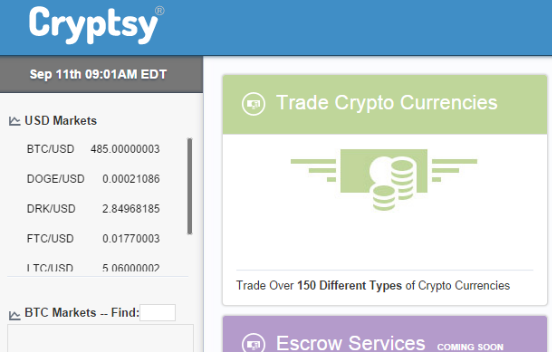 Cryptsy®
Sep 11th 09:01AM EDT
USD Markets
BTC/USD 485.00000003
DOGE/USD 0.00021086
DRK/USD 2.84968185
FTC/USD 0.01770003
LTC/USD 5.06000002
BTC Markets -- Find:
Trade Crypto Currencies
Trade Over 150 Different Types of Crypto Currencies
Escrow Services COMING SOON